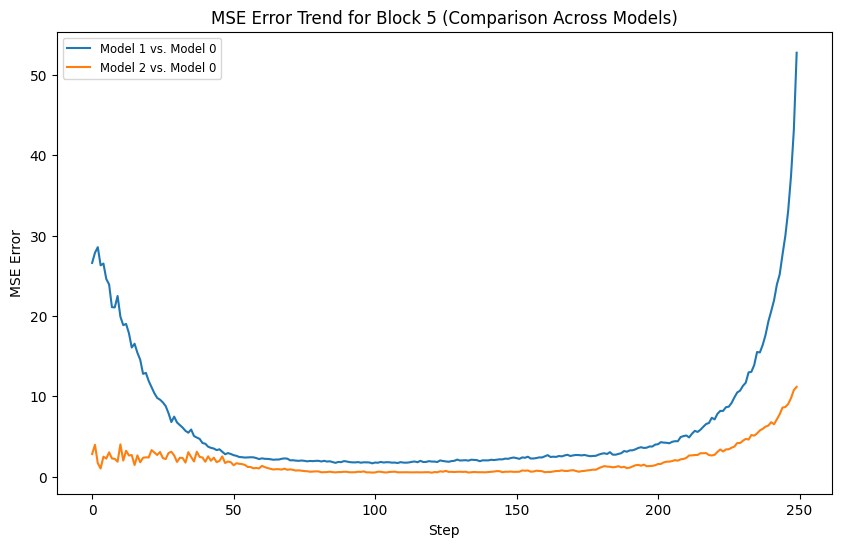 MSE Error Trend for Block 5 (Comparison Across Models)
Model 1 vs. Model 0
Model 2 vs. Model 0
MSE Error
50
40
30
20
10
0
0 50 100 150 200 250
Step